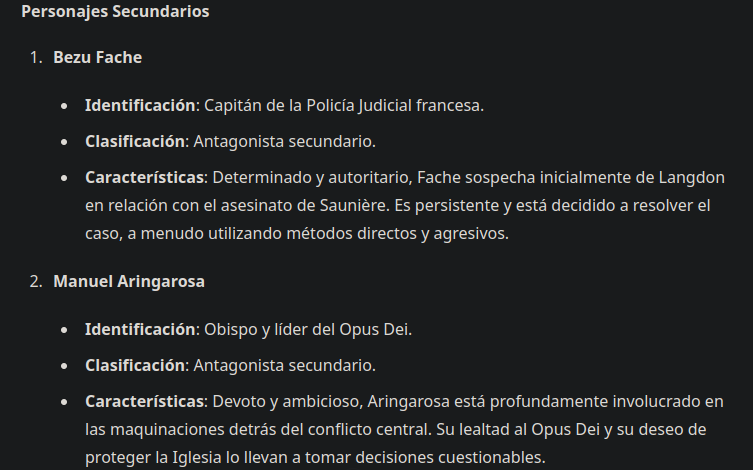 Personajes Secundarios
1. Bezu Fache
• Identificación: Capitán de la Policía Judicial francesa.
• Clasificación: Antagonista secundario.
• Características: Determinado y autoritario, Fache sospecha inicialmente de Langdon
en relación con el asesinato de Saunière. Es persistente y está decidido a resolver el
caso, a menudo utilizando métodos directos y agresivos.
2. Manuel Aringarosa
• Identificación: Obispo y líder del Opus Dei.
• Clasificación: Antagonista secundario.
• Características: Devoto y ambicioso, Aringarosa está profundamente involucrado en
las maquinaciones detrás del conflicto central. Su lealtad al Opus Dei y su deseo de
proteger la Iglesia lo llevan a tomar decisiones cuestionables.